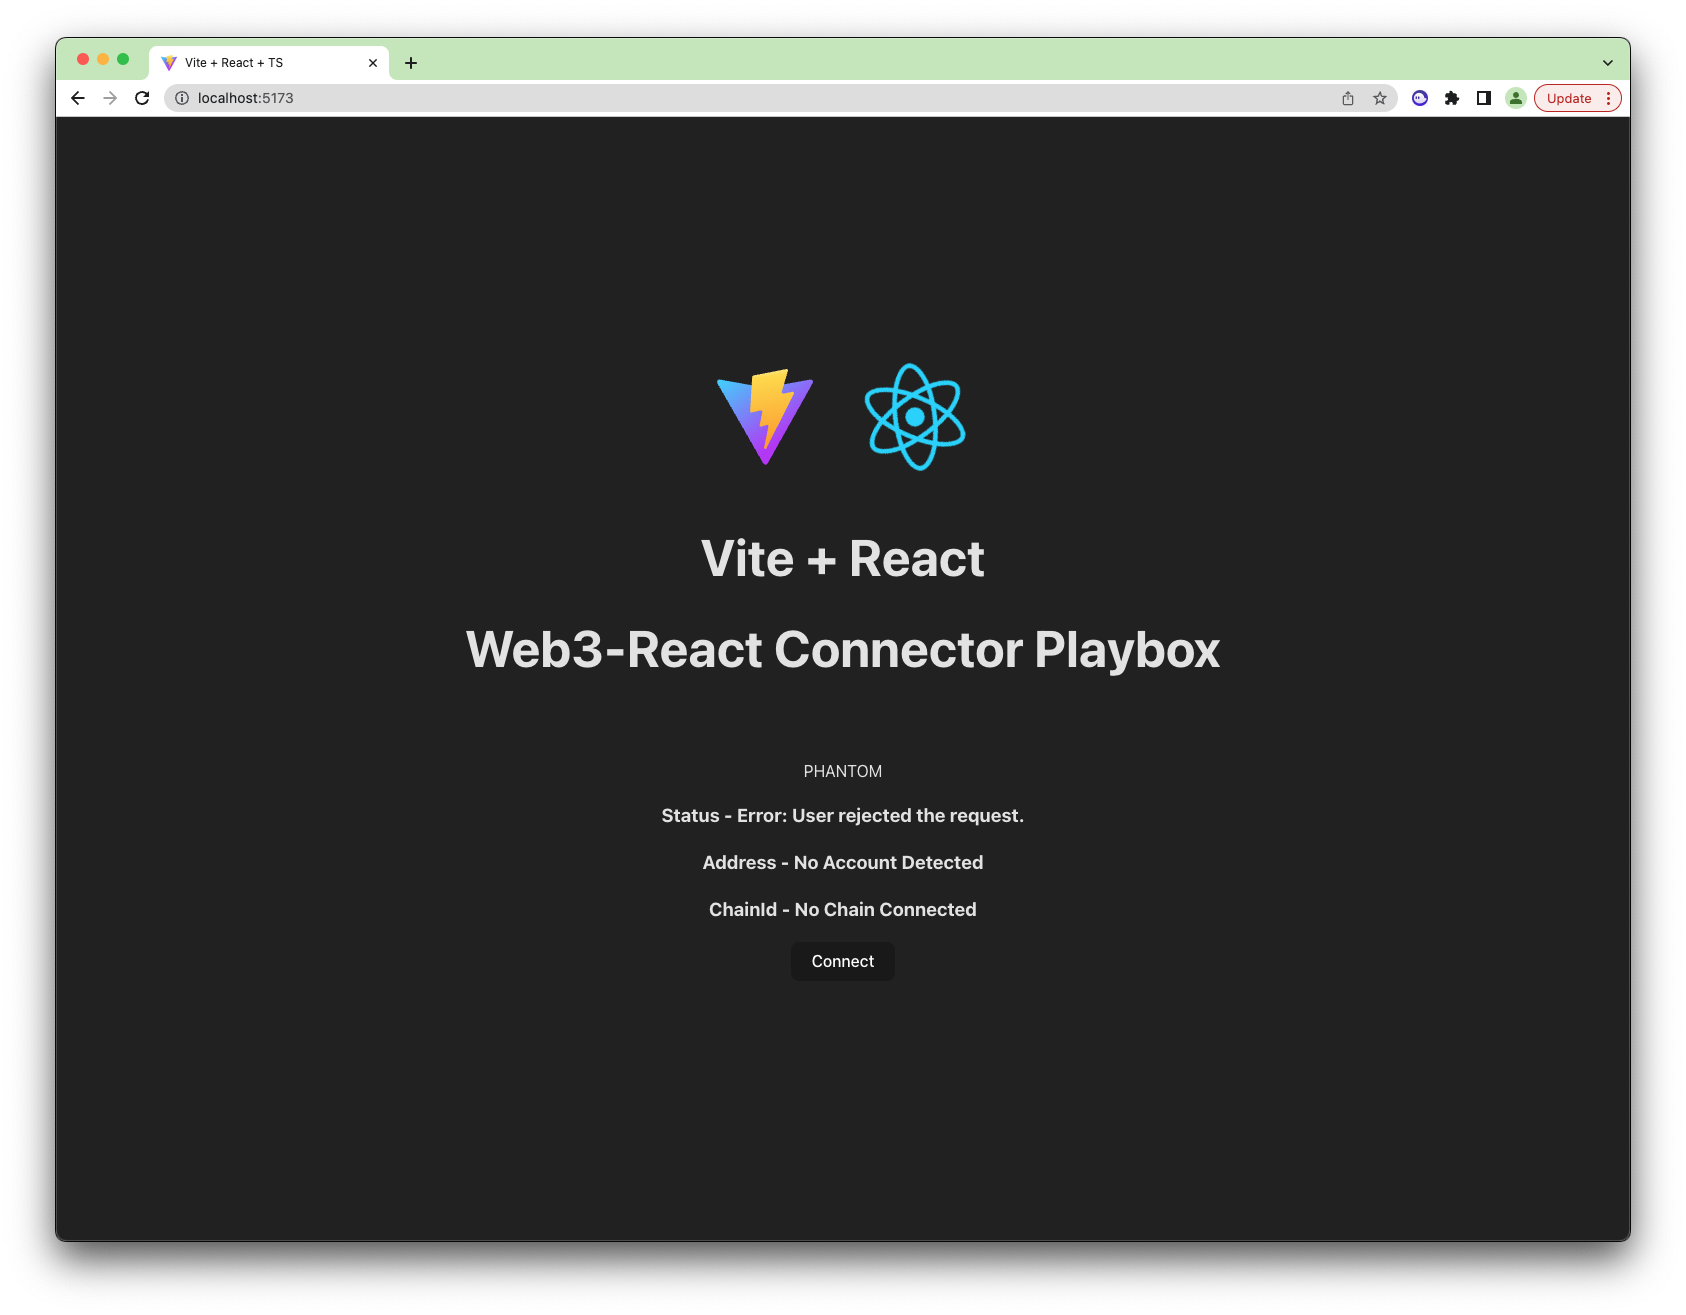 Vite + React + TS
localhost:5173
Update
Vite + React
Web3-React Connector Playbox
PHANTOM
Status - Error: User rejected the request.
Address - No Account Detected
ChainId - No Chain Connected
Connect